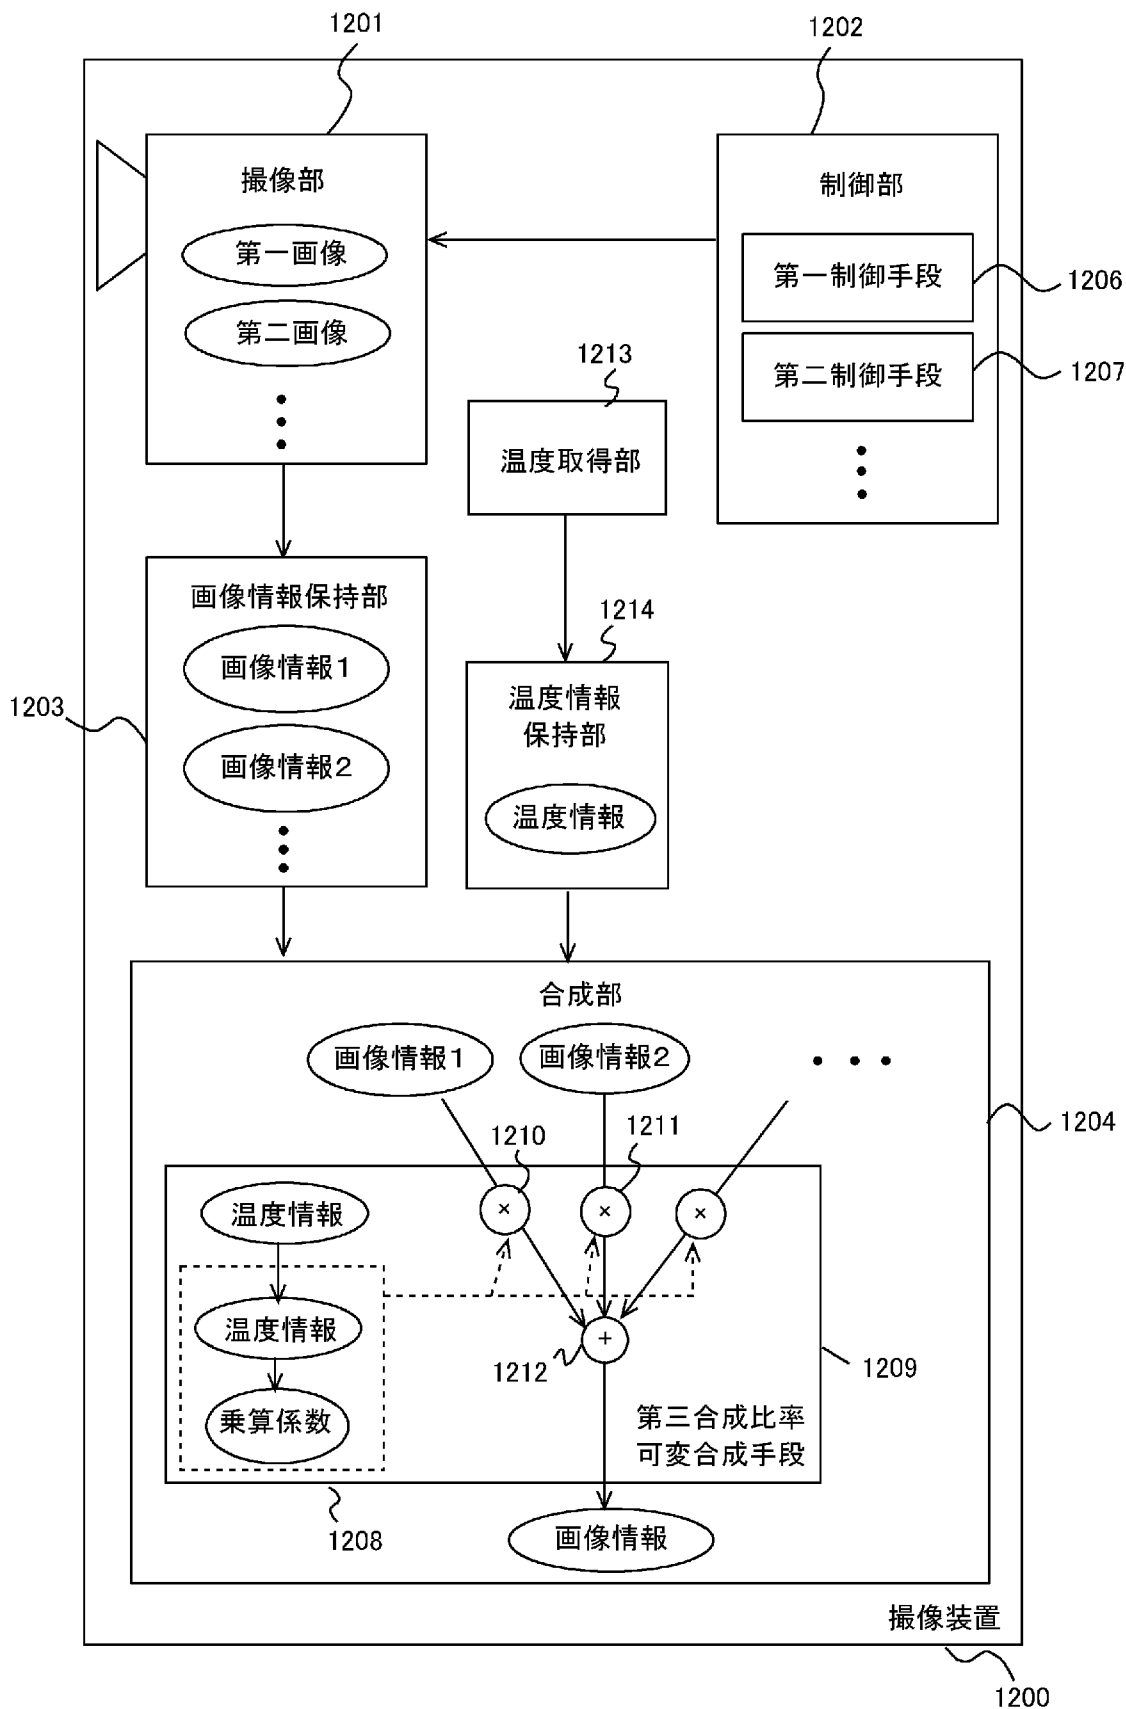 1201
1202
撮像部
第一画像
第二画像
制御部
第一制御手段
1206
第二制御手段
1207
1213
温度取得部
画像情報保持部
画像情報1
画像情報2
1203
1214
温度情報
保持部
温度情報
合成部
画像情報1
画像情報2
1204
1210
1211
温度情報
×
×
×
温度情報
+
1212
1209
乗算係数
第三合成比率
可変合成手段
1208
画像情報
撮像装置
1200